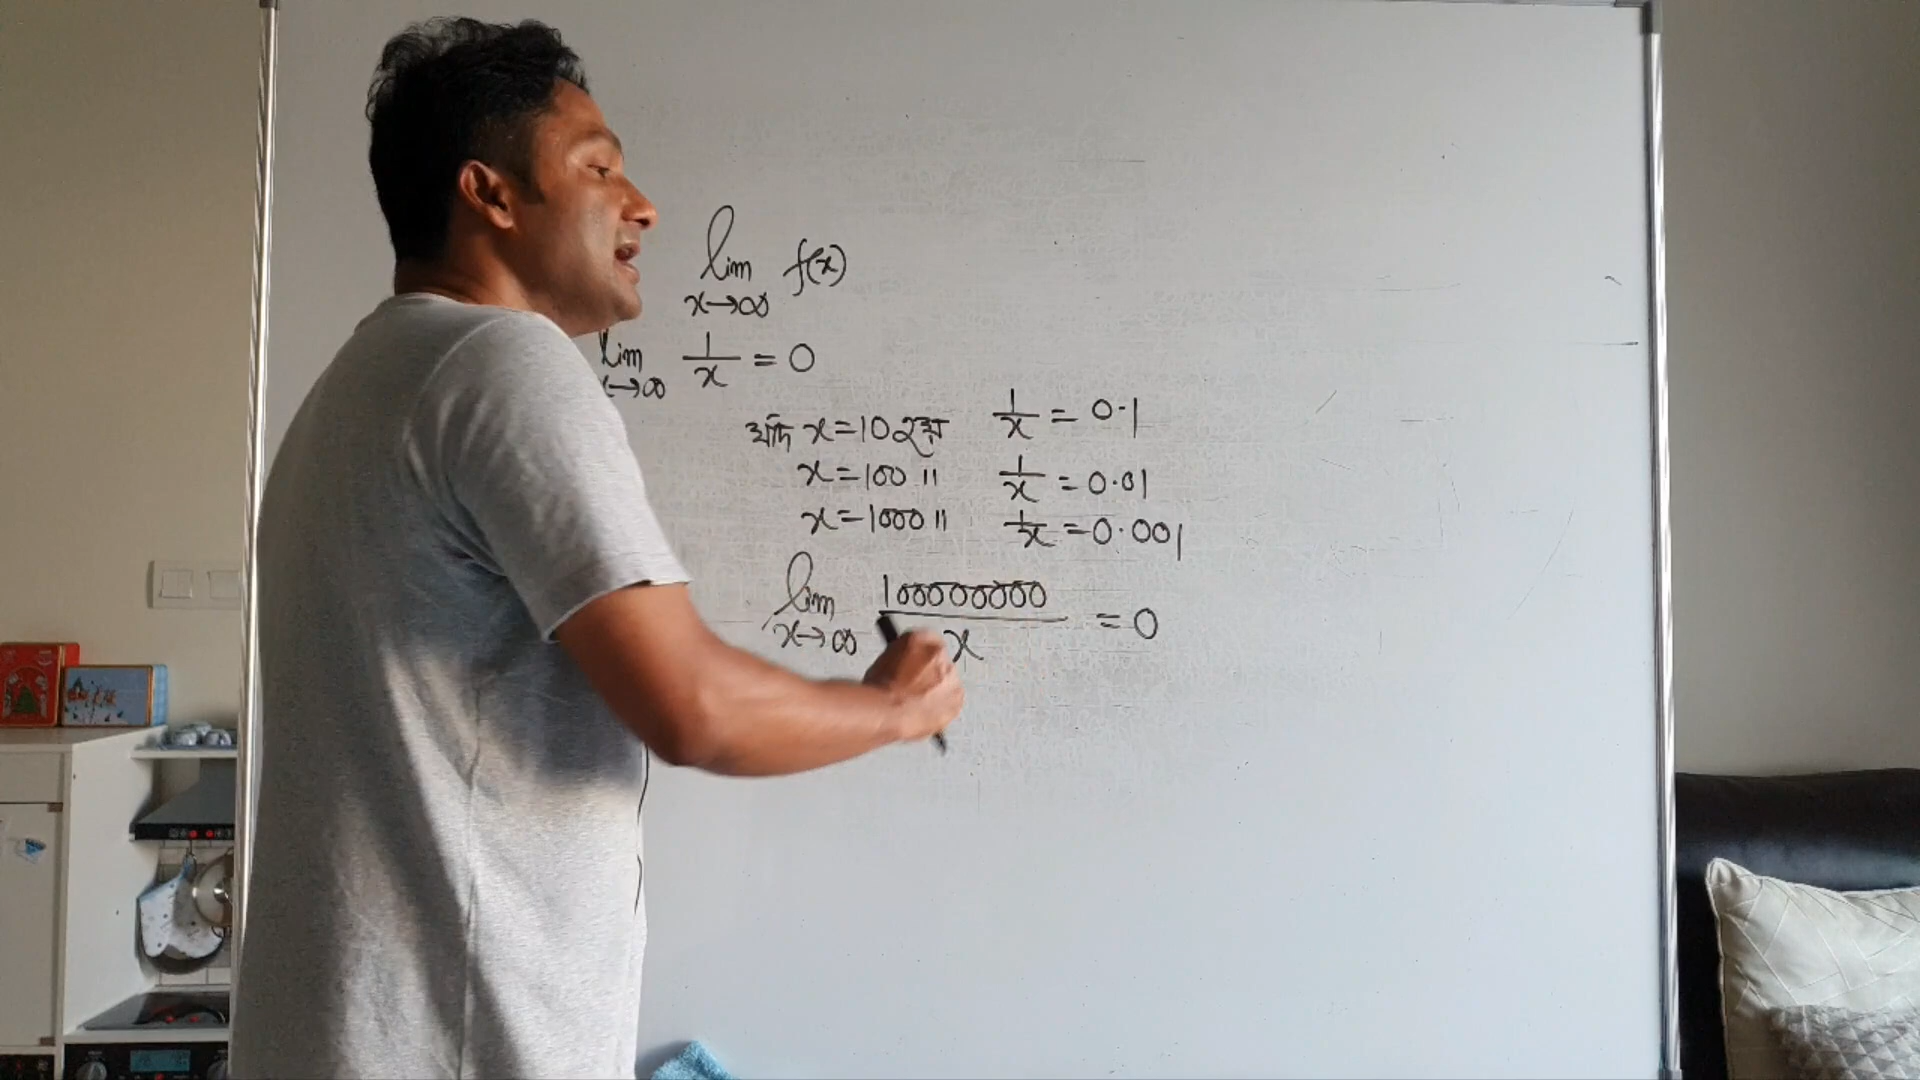 lim f(x)
x→∞
lim 1/x = 0
x→∞
যদি x=10 হয় 1/x = 0.1
x=100 " 1/x = 0.01
x=1000 " 1/x = 0.001
lim 100000000/x = 0
x→∞